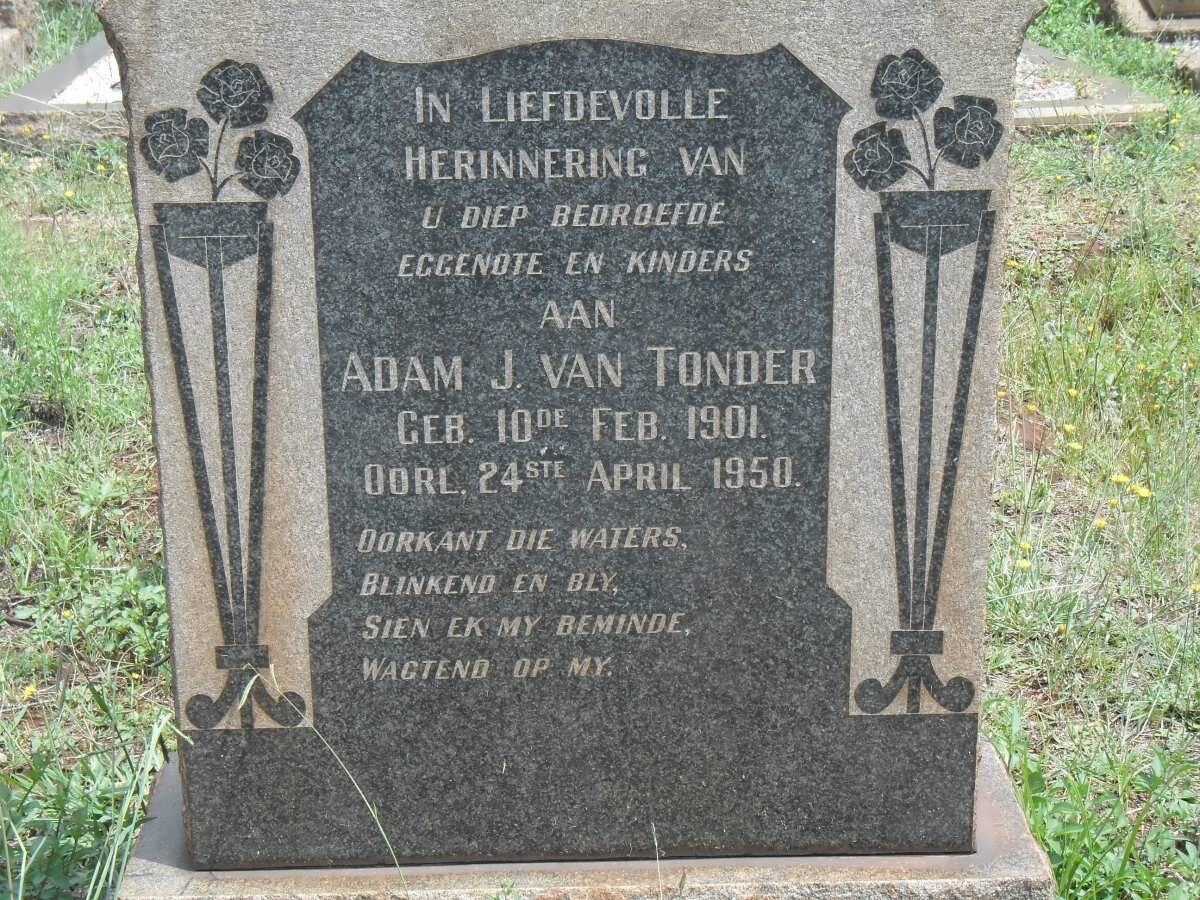 In Liefdevolle
Herinnering van
u diep bedroefde
eggenote en kinders
aan
Adam J. van Tonder
Geb. 10de Feb. 1901.
Oorl. 24ste April 1950.
Oorkant die waters,
Blinkend en bly,
Sien ek my beminde,
Wagtend op my.